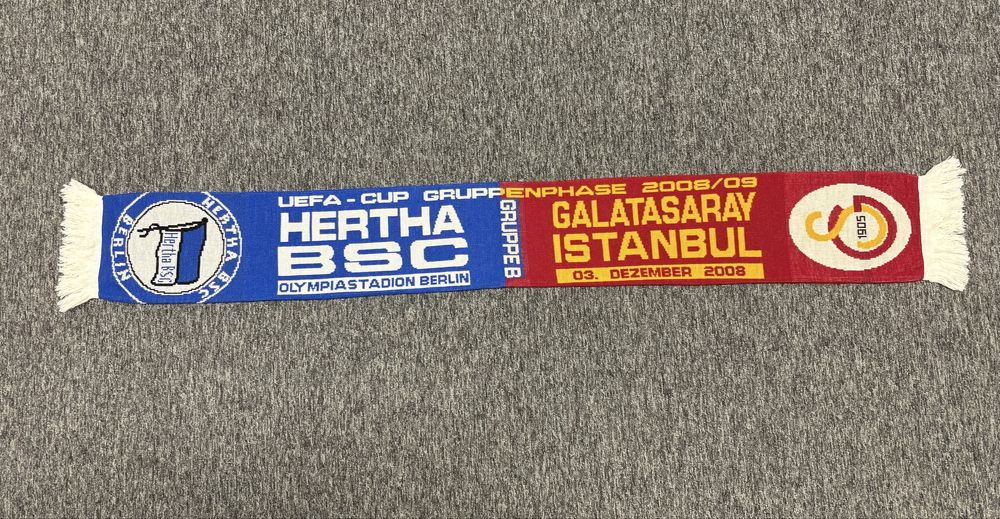 HERTHA BSC
BERLIN
Hertha BSC
UEFA - CUP GRUPPENPHASE 2008/09
HERTHA
BSC
OLYMPIASTADION BERLIN
GRUPPE B
GALATASARAY
ISTANBUL
03. DEZEMBER 2008
1905